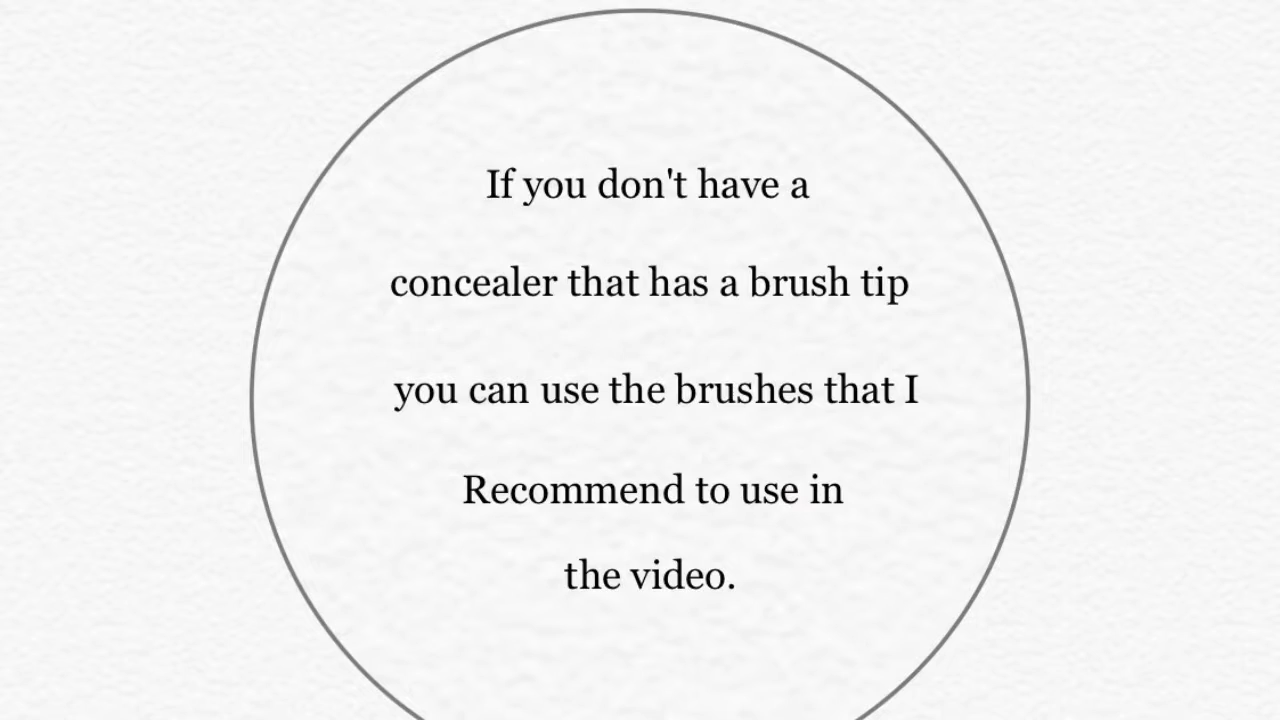 If you don't have a
concealer that has a brush tip
you can use the brushes that I
Recommend to use in
the video.